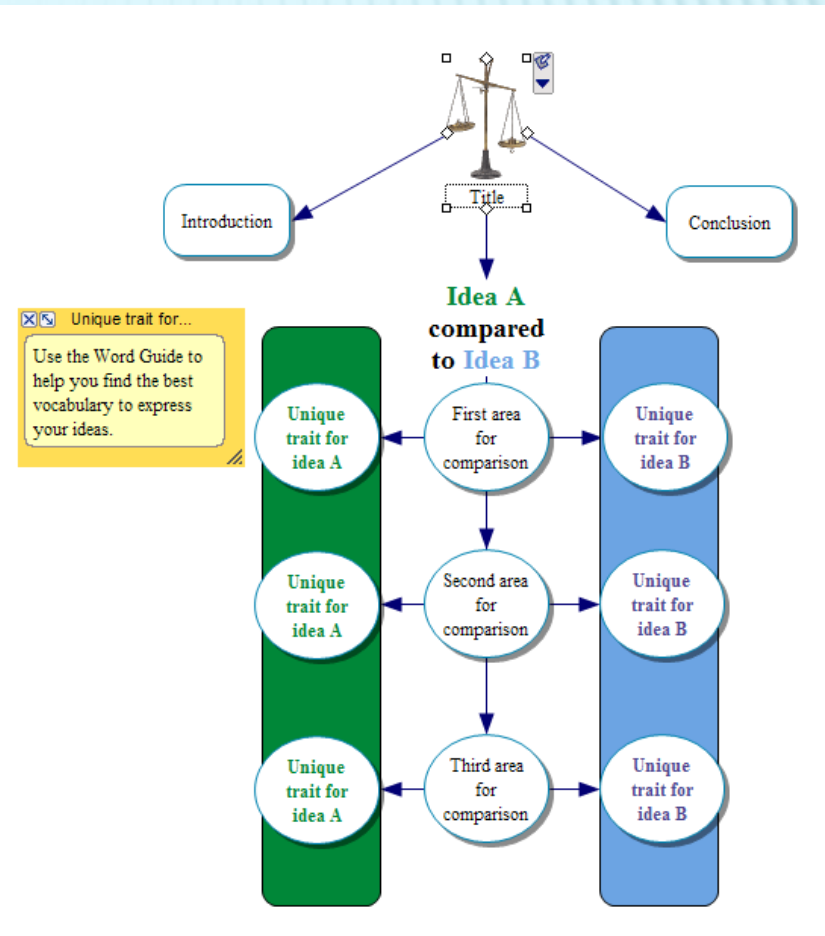 Title
Introduction
Conclusion
Idea A
compared
to Idea B
Unique trait for...
Use the Word Guide to
help you find the best
vocabulary to express
your ideas.
Unique
trait for
idea A
First area
for
comparison
Unique
trait for
idea B
Unique
trait for
idea A
Second area
for
comparison
Unique
trait for
idea B
Unique
trait for
idea A
Third area
for
comparison
Unique
trait for
idea B